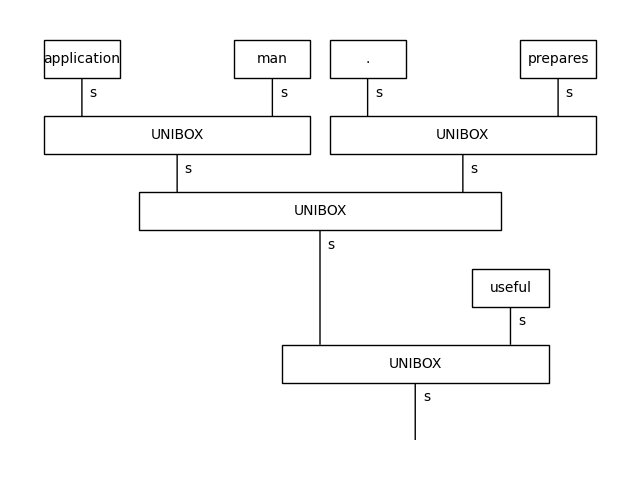 application man . prepares
s s s s
UNIBOX UNIBOX
s s
UNIBOX
s
useful
s
UNIBOX
s